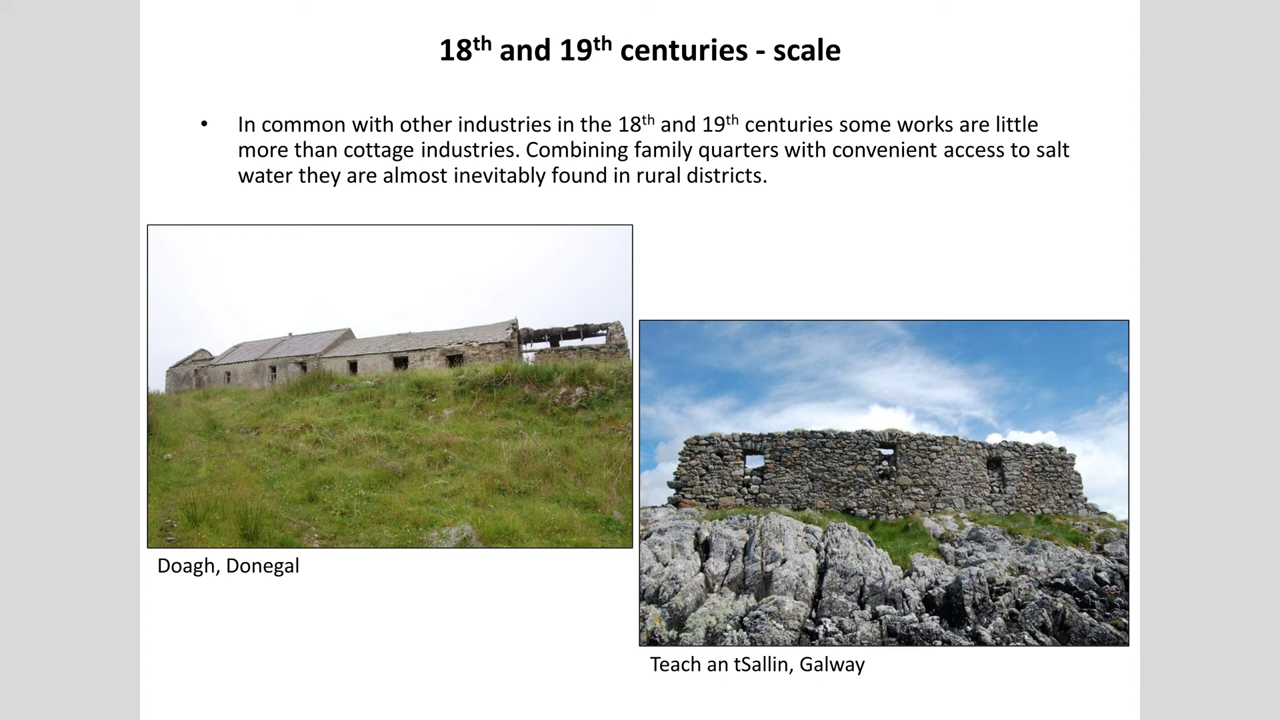 18th and 19th centuries - scale
• In common with other industries in the 18th and 19th centuries some works are little
more than cottage industries. Combining family quarters with convenient access to salt
water they are almost inevitably found in rural districts.
Doagh, Donegal
Teach an tSallin, Galway